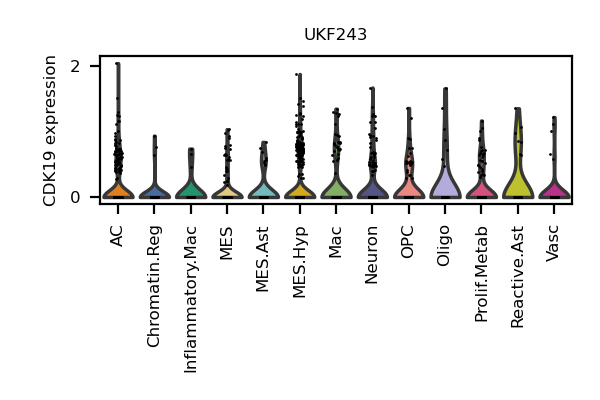 UKF243
CDK19 expression
2
0
AC
Chromatin.Reg
Inflammatory.Mac
MES
MES.Ast
MES.Hyp
Mac
Neuron
OPC
Oligo
Prolif.Metab
Reactive.Ast
Vasc